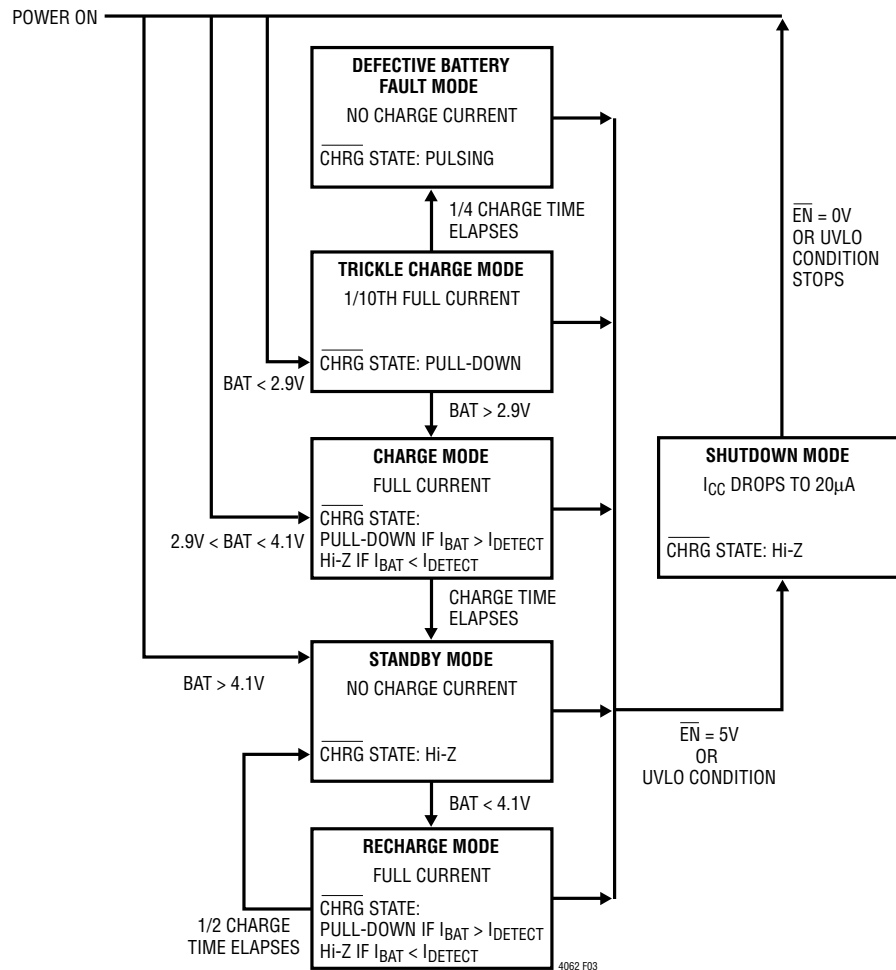 POWER ON
DEFECTIVE BATTERY
FAULT MODE
NO CHARGE CURRENT
CHRG STATE: PULSING
1/4 CHARGE TIME
ELAPSES
EN = 0V
OR UVLO
CONDITION
STOPS
TRICKLE CHARGE MODE
1/10TH FULL CURRENT
CHRG STATE: PULL-DOWN
BAT < 2.9V
BAT > 2.9V
CHARGE MODE
FULL CURRENT
CHRG STATE:
PULL-DOWN IF IBAT > IDETECT
Hi-Z IF IBAT < IDETECT
2.9V < BAT < 4.1V
SHUTDOWN MODE
ICC DROPS TO 20µA
CHRG STATE: Hi-Z
CHARGE TIME
ELAPSES
STANDBY MODE
NO CHARGE CURRENT
CHRG STATE: Hi-Z
BAT > 4.1V
EN = 5V
OR
UVLO CONDITION
BAT < 4.1V
RECHARGE MODE
FULL CURRENT
CHRG STATE:
PULL-DOWN IF IBAT > IDETECT
Hi-Z IF IBAT < IDETECT
1/2 CHARGE
TIME ELAPSES
4062 F03